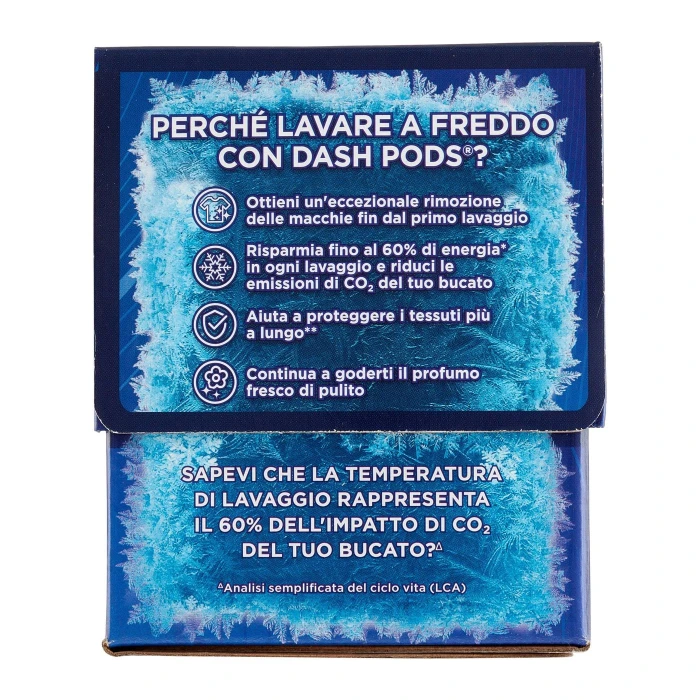 PERCHÉ LAVARE A FREDDO
CON DASH PODS®?
Ottieni un'eccezionale rimozione
delle macchie fin dal primo lavaggio
Risparmia fino al 60% di energia*
in ogni lavaggio e riduci le
emissioni di CO₂ del tuo bucato
Aiuta a proteggere i tessuti più
a lungo**
Continua a goderti il profumo
fresco di pulito
SAPEVI CHE LA TEMPERATURA
DI LAVAGGIO RAPPRESENTA
IL 60% DELL'IMPATTO DI CO₂
DEL TUO BUCATO?ᐞ
ᐞAnalisi semplificata del ciclo vita (LCA)